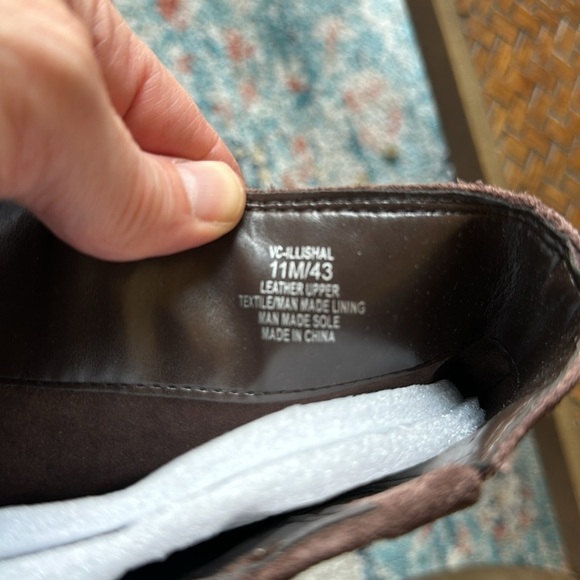 VC-ILLISHAL
11M/43
LEATHER UPPER
TEXTILE/MAN MADE LINING
MAN MADE SOLE
MADE IN CHINA